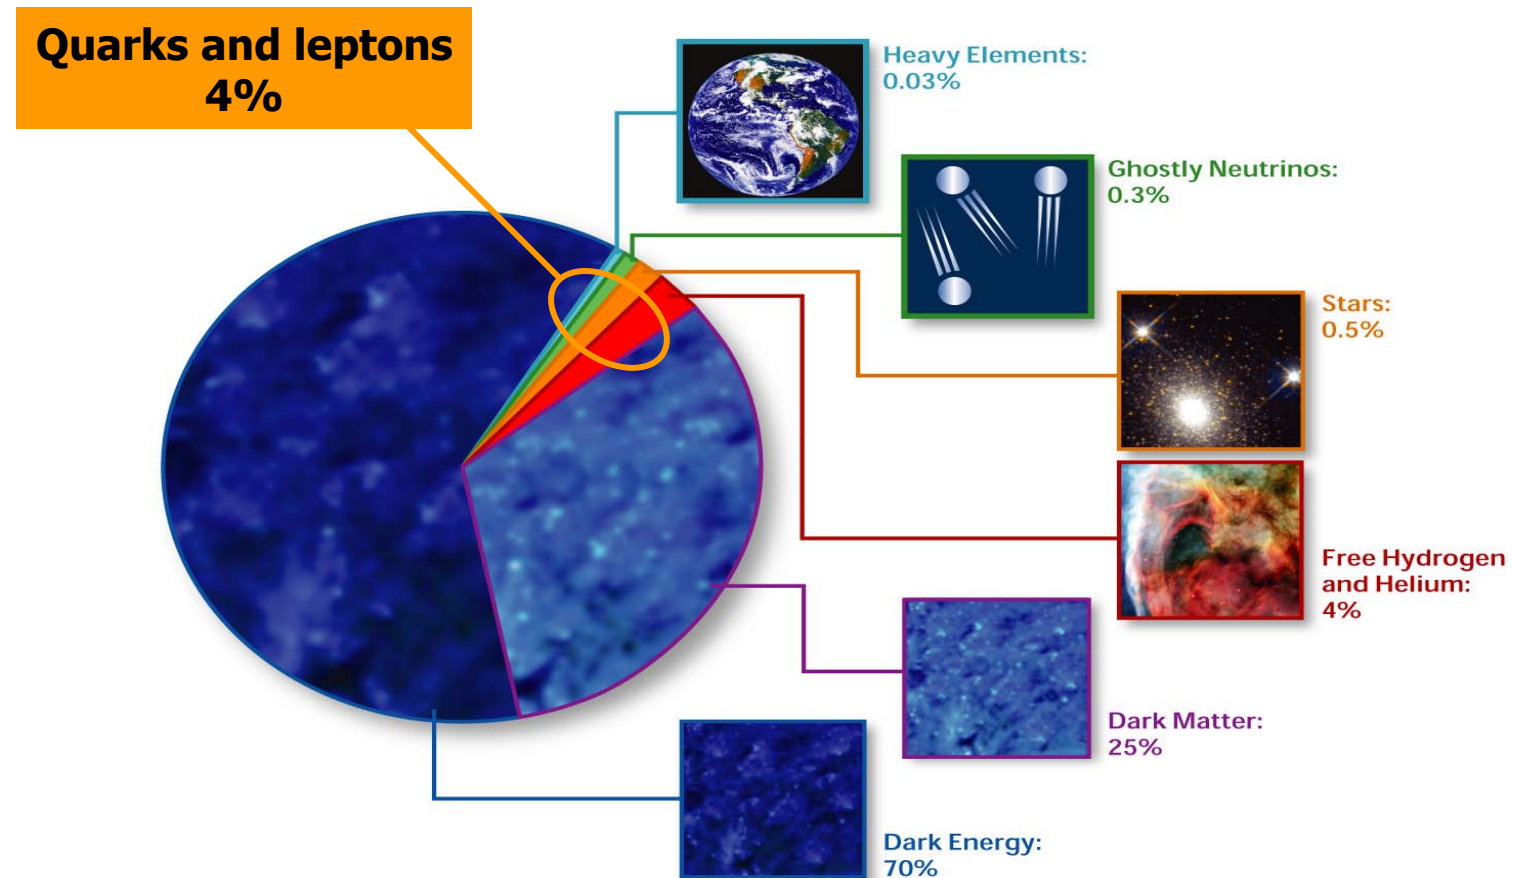 Quarks and leptons
4%
Heavy Elements:
0.03%
Ghostly Neutrinos:
0.3%
Stars:
0.5%
Free Hydrogen
and Helium:
4%
Dark Matter:
25%
Dark Energy:
70%